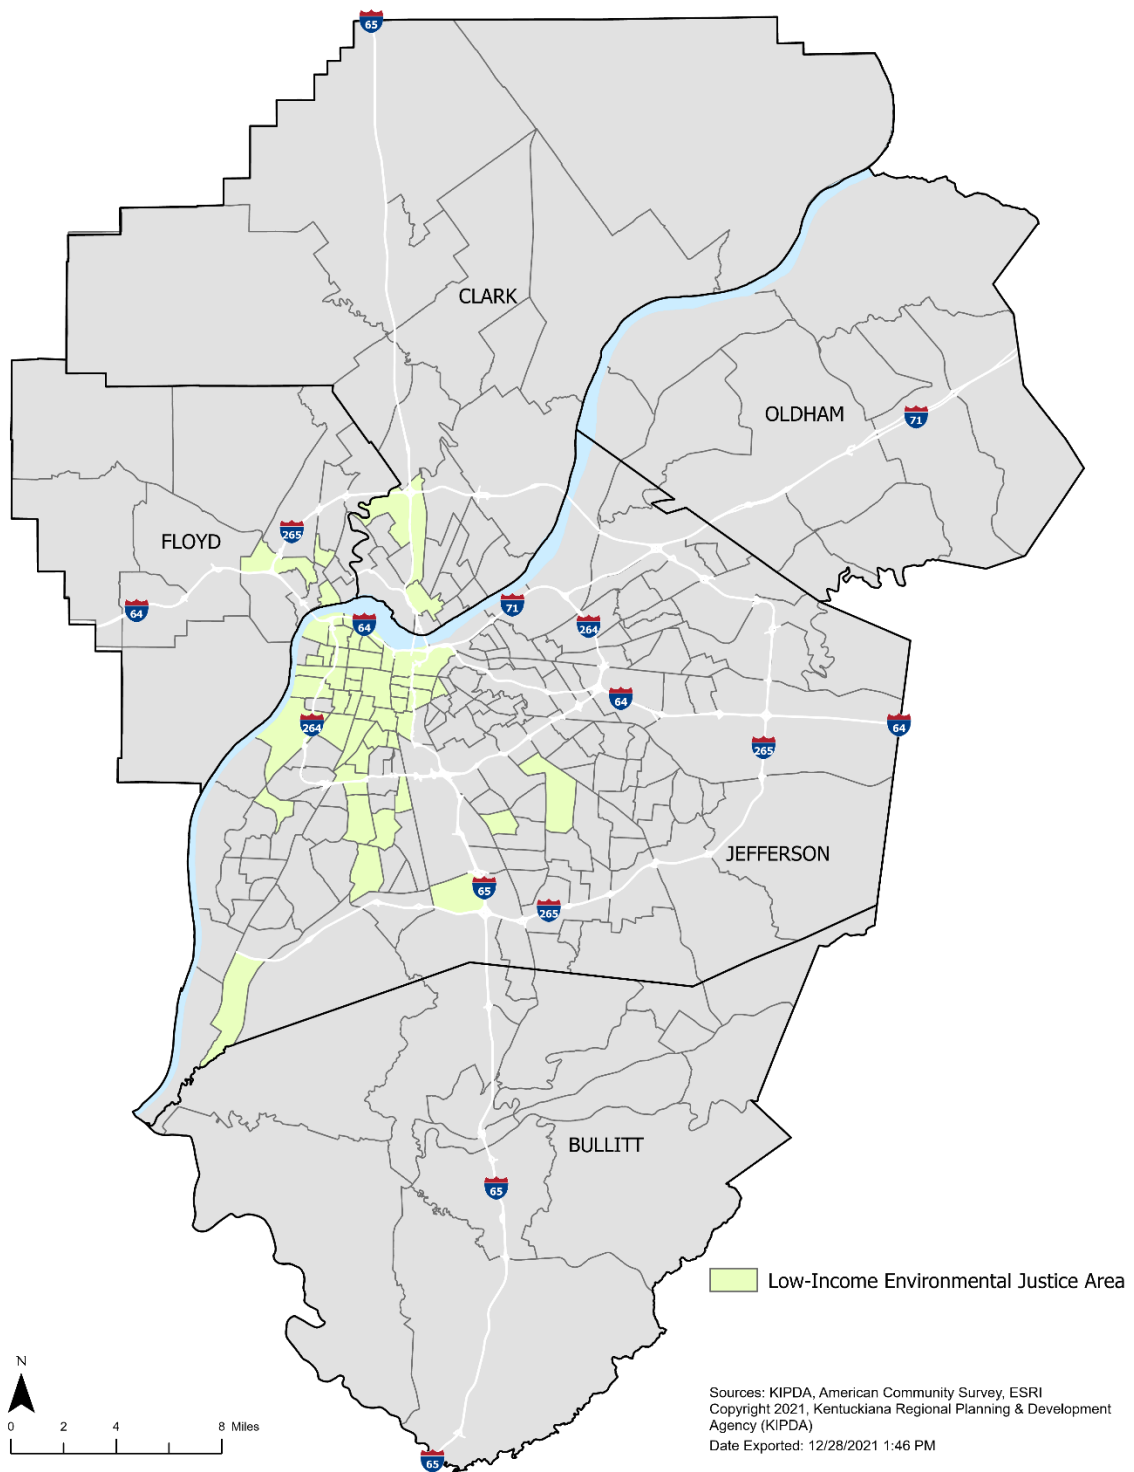 65
CLARK
OLDHAM
71
265
FLOYD
64
71
64
264
64
264
64
265
JEFFERSON
65
265
BULLITT
65
Low-Income Environmental Justice Area
N
0 2 4 8 Miles
Sources: KIPDA, American Community Survey, ESRI
Copyright 2021, Kentuckiana Regional Planning & Development
Agency (KIPDA)
Date Exported: 12/28/2021 1:46 PM
65